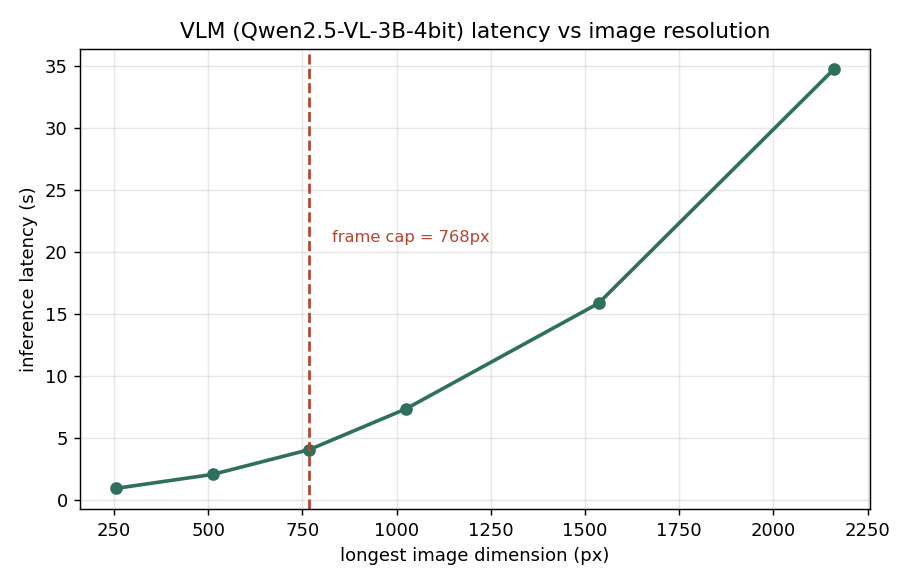 VLM (Qwen2.5-VL-3B-4bit) latency vs image resolution
35
30
25
20
15
10
5
0
inference latency (s)
frame cap = 768px
250 500 750 1000 1250 1500 1750 2000 2250
longest image dimension (px)